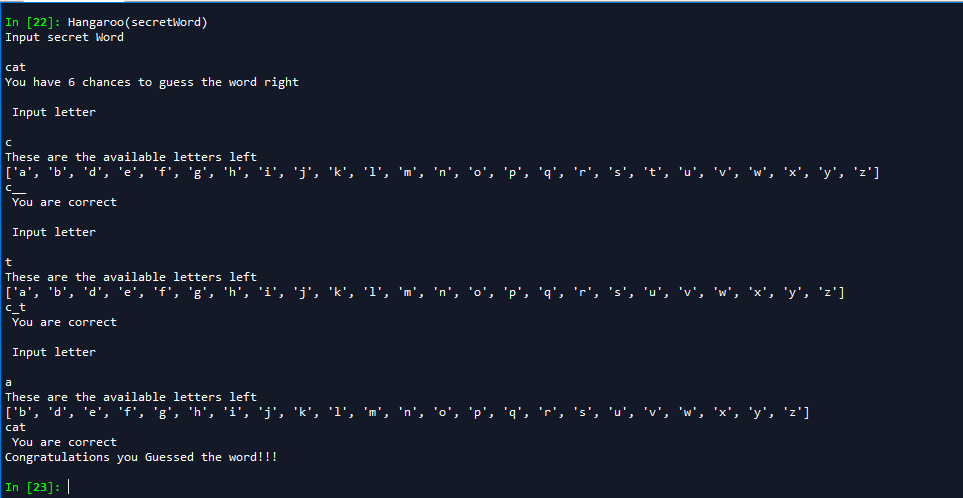 In [22]: Hangaroo(secretWord)
Input secret Word
cat
You have 6 chances to guess the word right
Input letter
c
These are the available letters left
['a', 'b', 'd', 'e', 'f', 'g', 'h', 'i', 'j', 'k', 'l', 'm', 'n', 'o', 'p', 'q', 'r', 's', 't', 'u', 'v', 'w', 'x', 'y', 'z']
c__
You are correct
Input letter
t
These are the available letters left
['a', 'b', 'd', 'e', 'f', 'g', 'h', 'i', 'j', 'k', 'l', 'm', 'n', 'o', 'p', 'q', 'r', 's', 'u', 'v', 'w', 'x', 'y', 'z']
c_t
You are correct
Input letter
a
These are the available letters left
['b', 'd', 'e', 'f', 'g', 'h', 'i', 'j', 'k', 'l', 'm', 'n', 'o', 'p', 'q', 'r', 's', 'u', 'v', 'w', 'x', 'y', 'z']
cat
You are correct
Congratulations you Guessed the word!!!
In [23]: